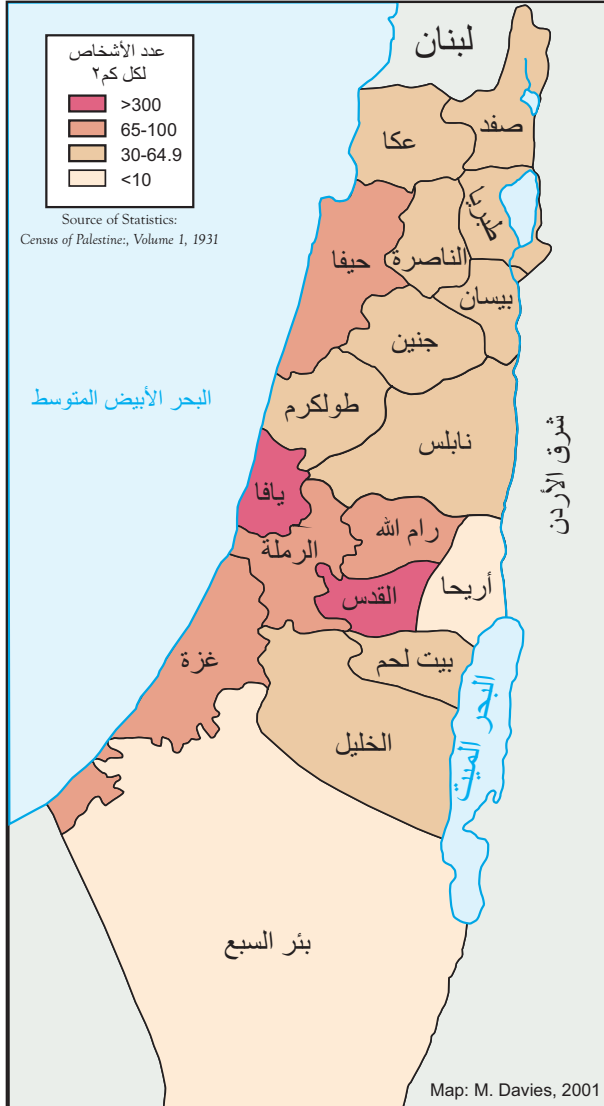 عدد الأشخاص
لكل كم٢
>300
65-100
30-64.9
<10
Source of Statistics:
Census of Palestine:, Volume 1, 1931
لبنان
صفد
عكا
طبريا
الناصرة
حيفا
بيسان
جنين
البحر الأبيض المتوسط
طولكرم
نابلس
شرق الأردن
يافا
رام الله
الرملة
أريحا
القدس
بيت لحم
غزة
البحر الميت
الخليل
بئر السبع
Map: M. Davies, 2001